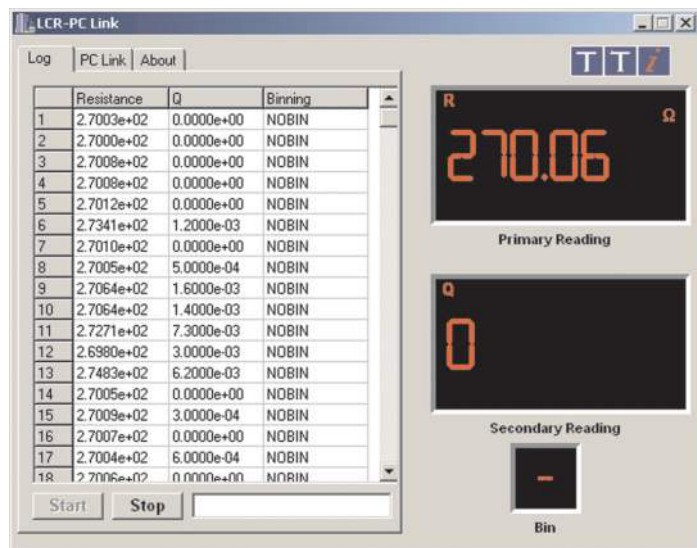 LCR-PC Link
Log PC Link About
TTi
Resistance Q Binning
1 2.7003e+02 0.0000e+00 NOBIN
2 2.7000e+02 0.0000e+00 NOBIN
3 2.7008e+02 0.0000e+00 NOBIN
4 2.7008e+02 0.0000e+00 NOBIN
5 2.7012e+02 0.0000e+00 NOBIN
6 2.7341e+02 1.2000e-03 NOBIN
7 2.7010e+02 0.0000e+00 NOBIN
8 2.7005e+02 5.0000e-04 NOBIN
9 2.7064e+02 1.6000e-03 NOBIN
10 2.7064e+02 1.4000e-03 NOBIN
11 2.7271e+02 7.3000e-03 NOBIN
12 2.6980e+02 3.0000e-03 NOBIN
13 2.7483e+02 6.2000e-03 NOBIN
14 2.7005e+02 0.0000e+00 NOBIN
15 2.7009e+02 3.0000e-04 NOBIN
16 2.7007e+02 0.0000e+00 NOBIN
17 2.7004e+02 6.0000e-04 NOBIN
18 2.7006e+02 0.0000e+00 NOBIN
Start Stop
R Ω
270.06
Primary Reading
Q
0
Secondary Reading
-
Bin